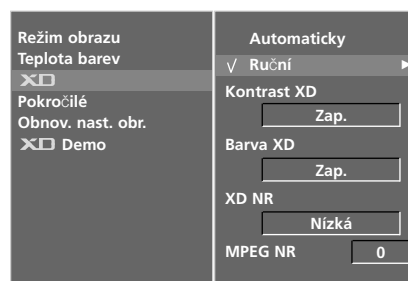 Režim obrazu
Teplota barev
XD
Pokročilé
Obnov. nast. obr.
XD Demo
Automaticky
√ Ruční
Kontrast XD
Zap.
Barva XD
Zap.
XD NR
Nízká
MPEG NR 0